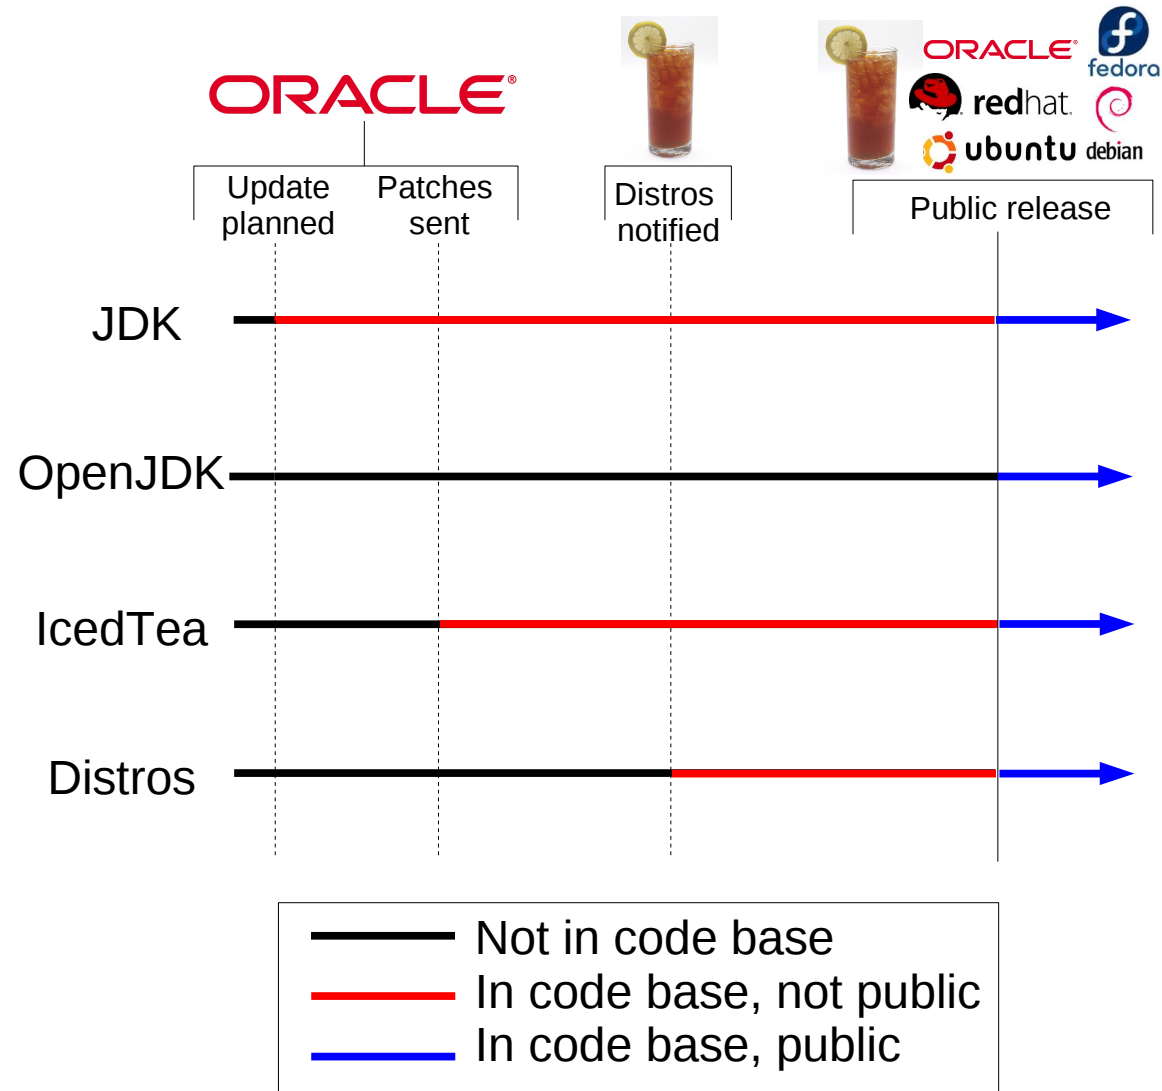 ORACLE®
ORACLE®
fedora
redhat.
ubuntu
debian
Update
planned
Patches
sent
Distros
notified
Public release
JDK
OpenJDK
IcedTea
Distros
Not in code base
In code base, not public
In code base, public